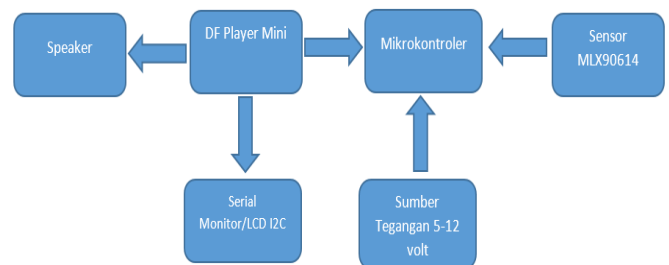 Speaker
DF Player Mini
Mikrokontroler
Sensor
MLX90614
Serial
Monitor/LCD I2C
Sumber
Tegangan 5-12
volt